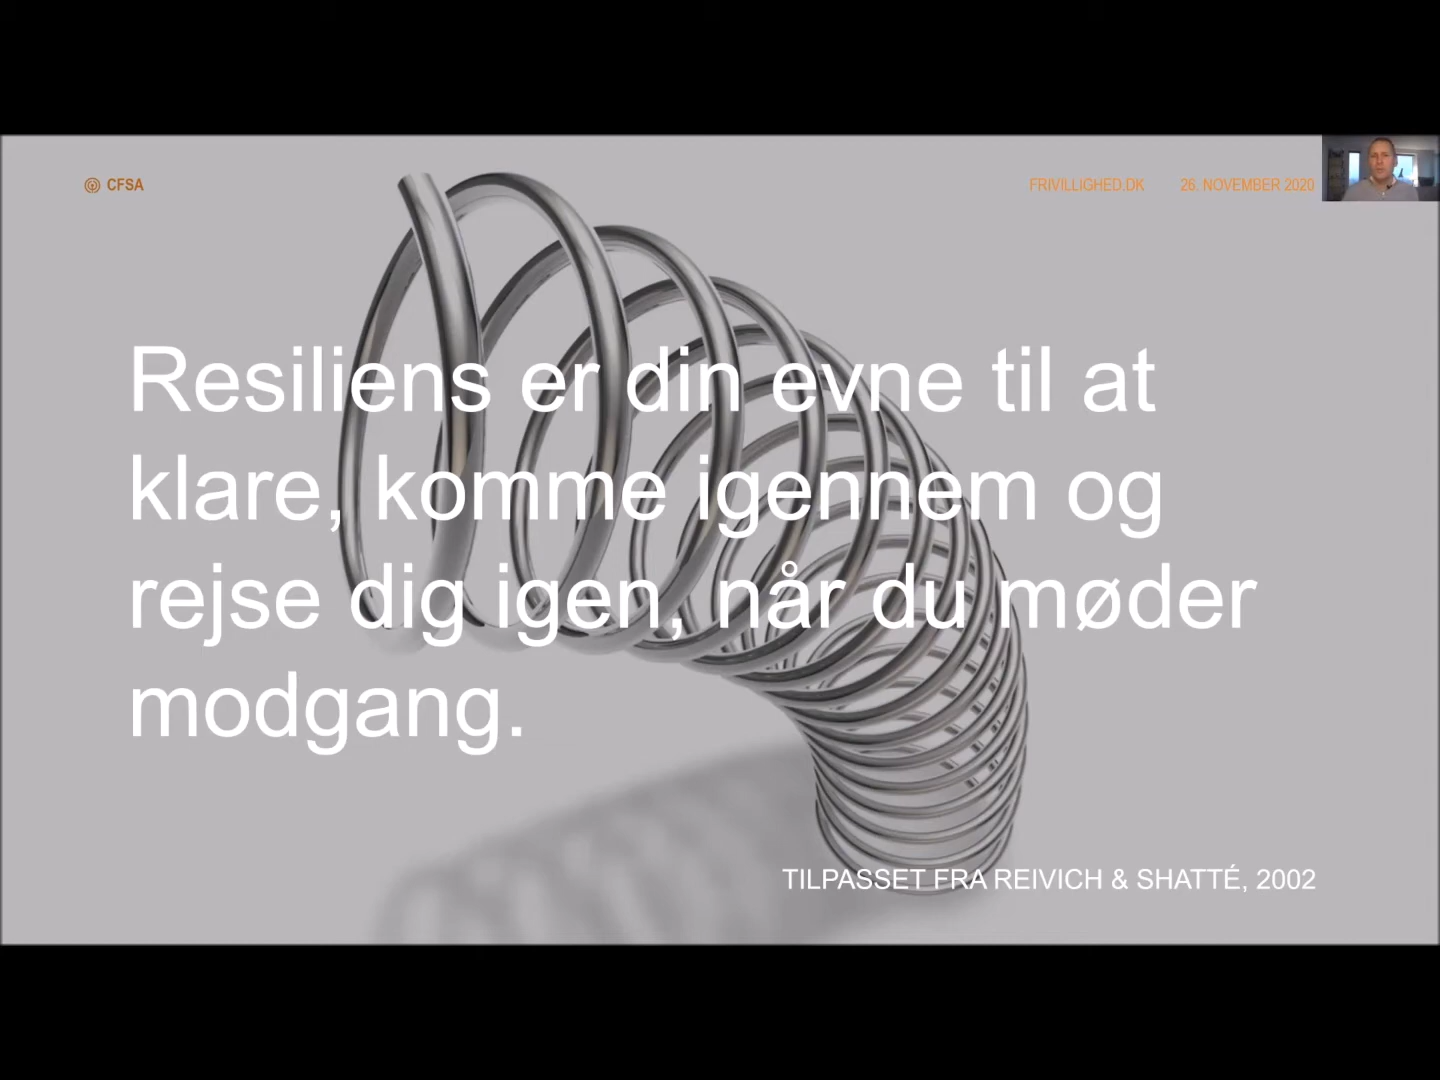 CFSA
FRIVILLIGHED.DK 26. NOVEMBER 2020
Resiliens er din evne til at
klare, komme igennem og
rejse dig igen, når du møder
modgang.
TILPASSET FRA REIVICH & SHATTÉ, 2002